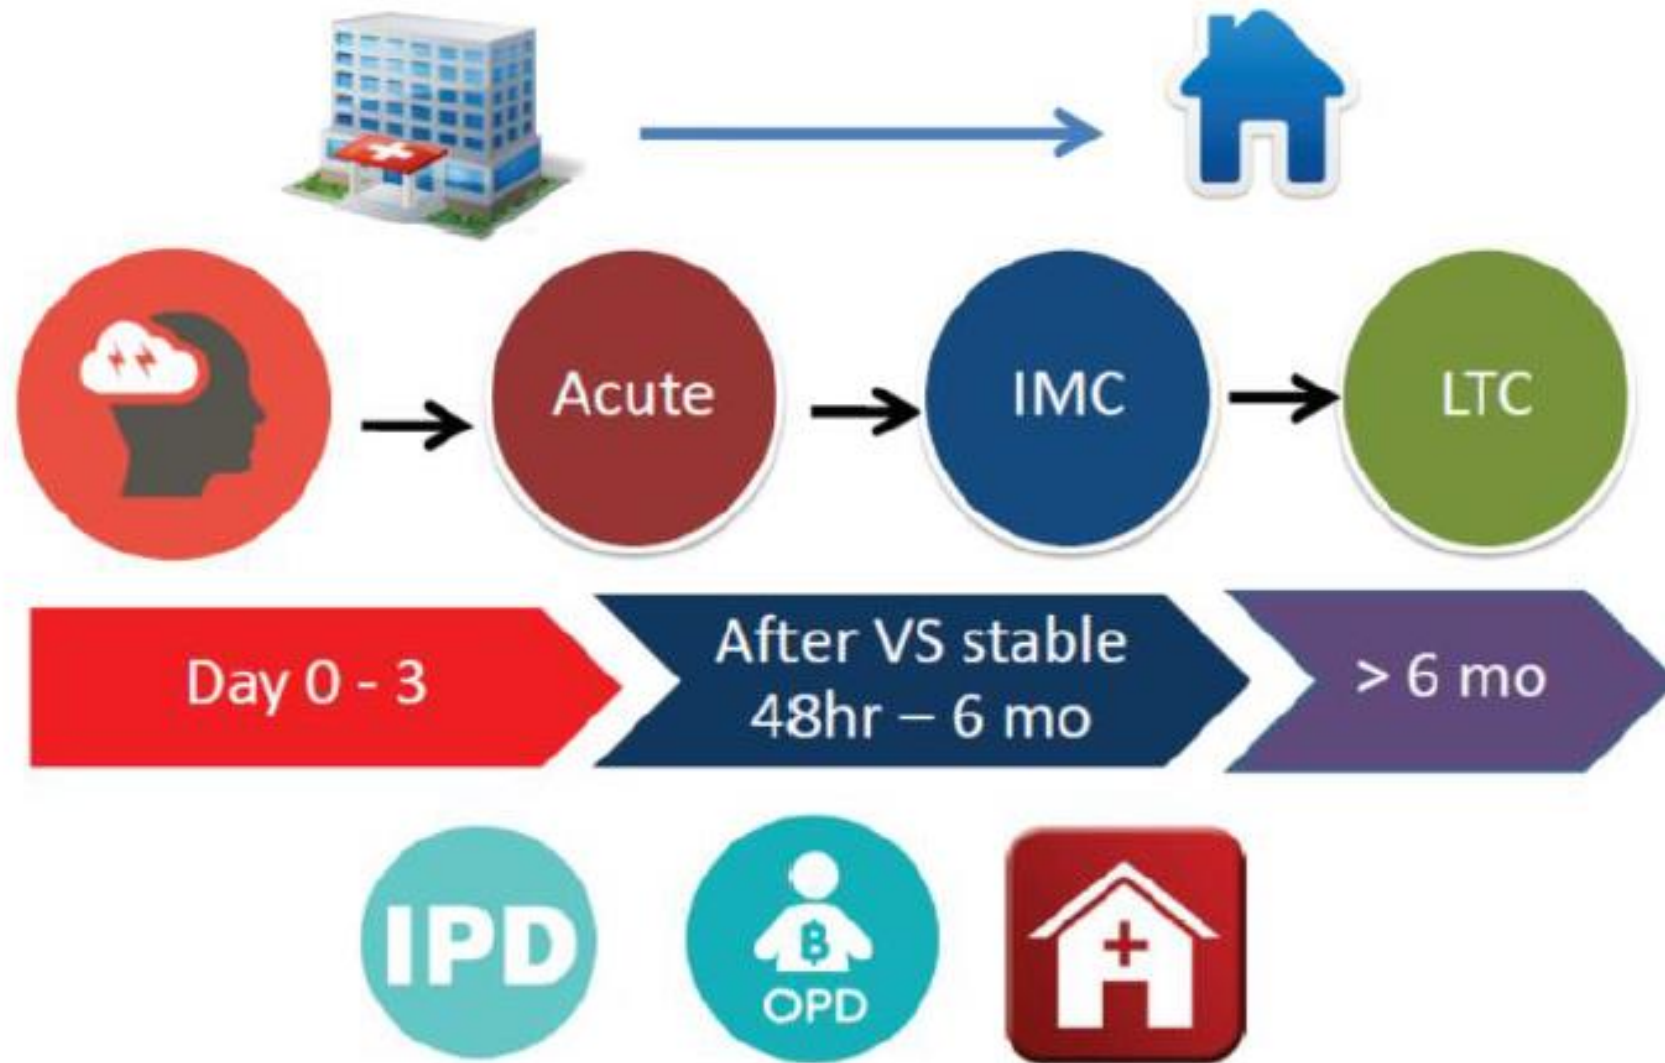 Acute
IMC
LTC
Day 0 - 3
After VS stable
48hr – 6 mo
> 6 mo
IPD
฿
OPD